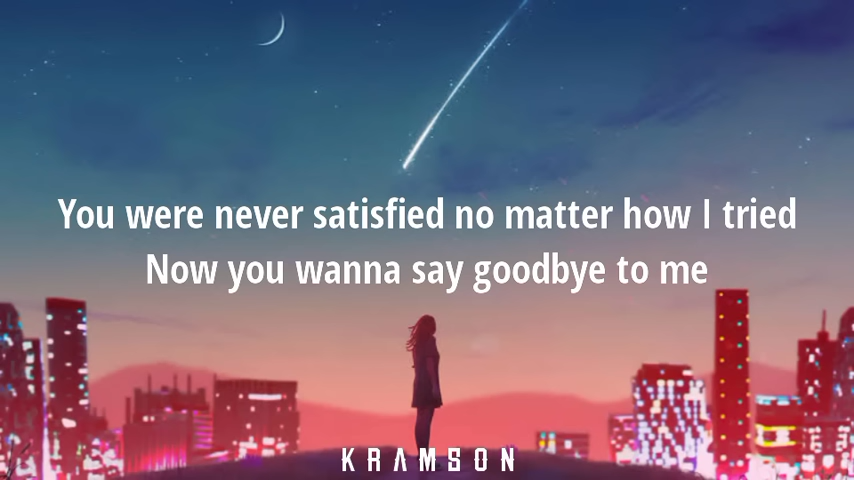 You were never satisfied no matter how I tried
Now you wanna say goodbye to me
KRAMSON